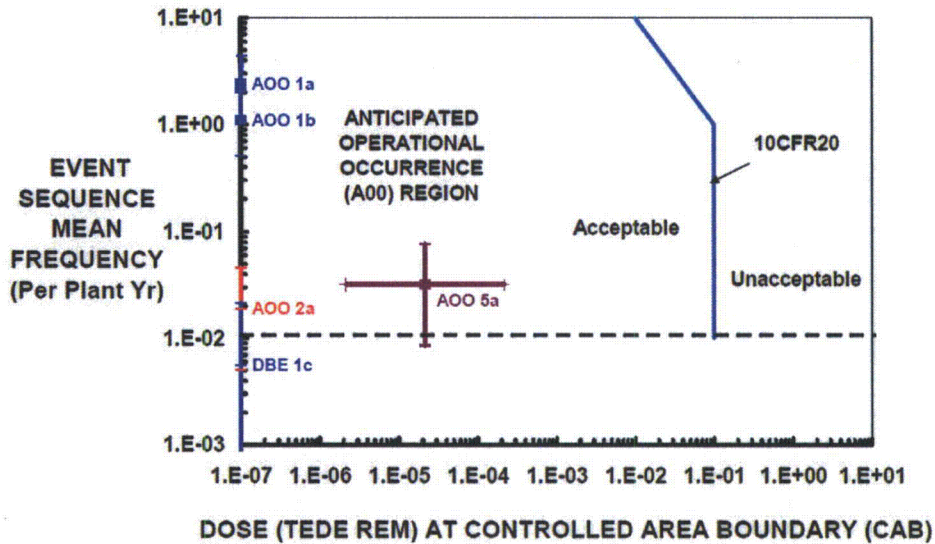 1.E+01
1.E+00
1.E-01
1.E-02
1.E-03
EVENT
SEQUENCE
MEAN
FREQUENCY
(Per Plant Yr)
AOO 1a
AOO 1b
AOO 2a
DBE 1c
ANTICIPATED
OPERATIONAL
OCCURRENCE
(A00) REGION
AOO 5a
10CFR20
Acceptable
Unacceptable
1.E-07 1.E-06 1.E-05 1.E-04 1.E-03 1.E-02 1.E-01 1.E+00 1.E+01
DOSE (TEDE REM) AT CONTROLLED AREA BOUNDARY (CAB)